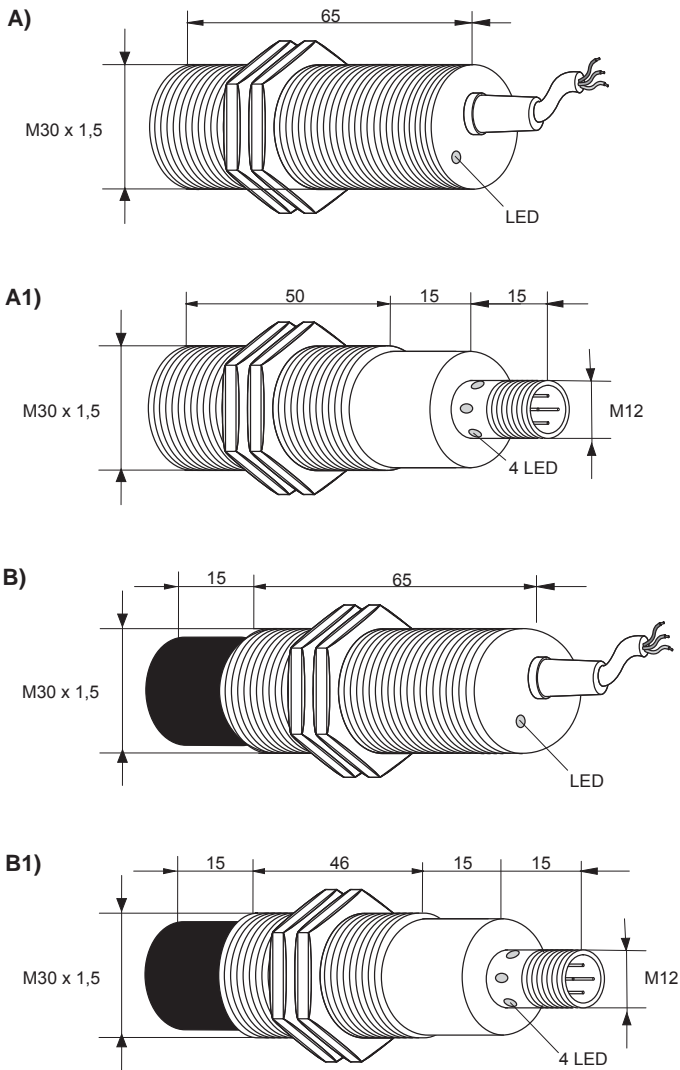 A)
65
M30 x 1,5
LED
A1)
50 15 15
M30 x 1,5
M12
4 LED
B)
15 65
M30 x 1,5
LED
B1)
15 46 15 15
M30 x 1,5
M12
4 LED